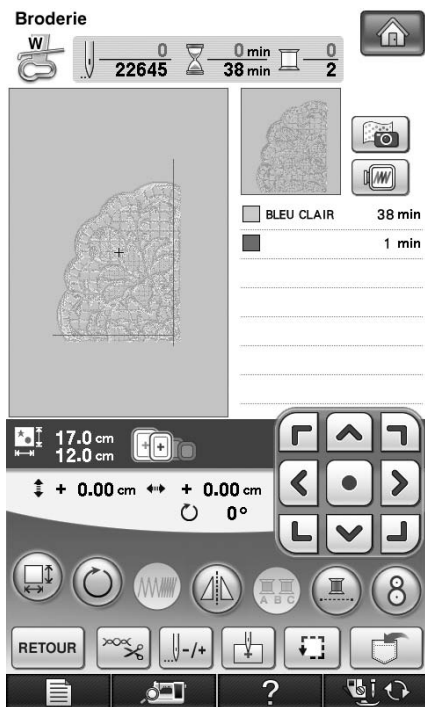 Broderie
W
0 0 min 0
22645 38 min 2
BLEU CLAIR 38 min
1 min
17.0 cm
12.0 cm
+ 0.00 cm + 0.00 cm
0°
A B C
8
RETOUR -/+
? i